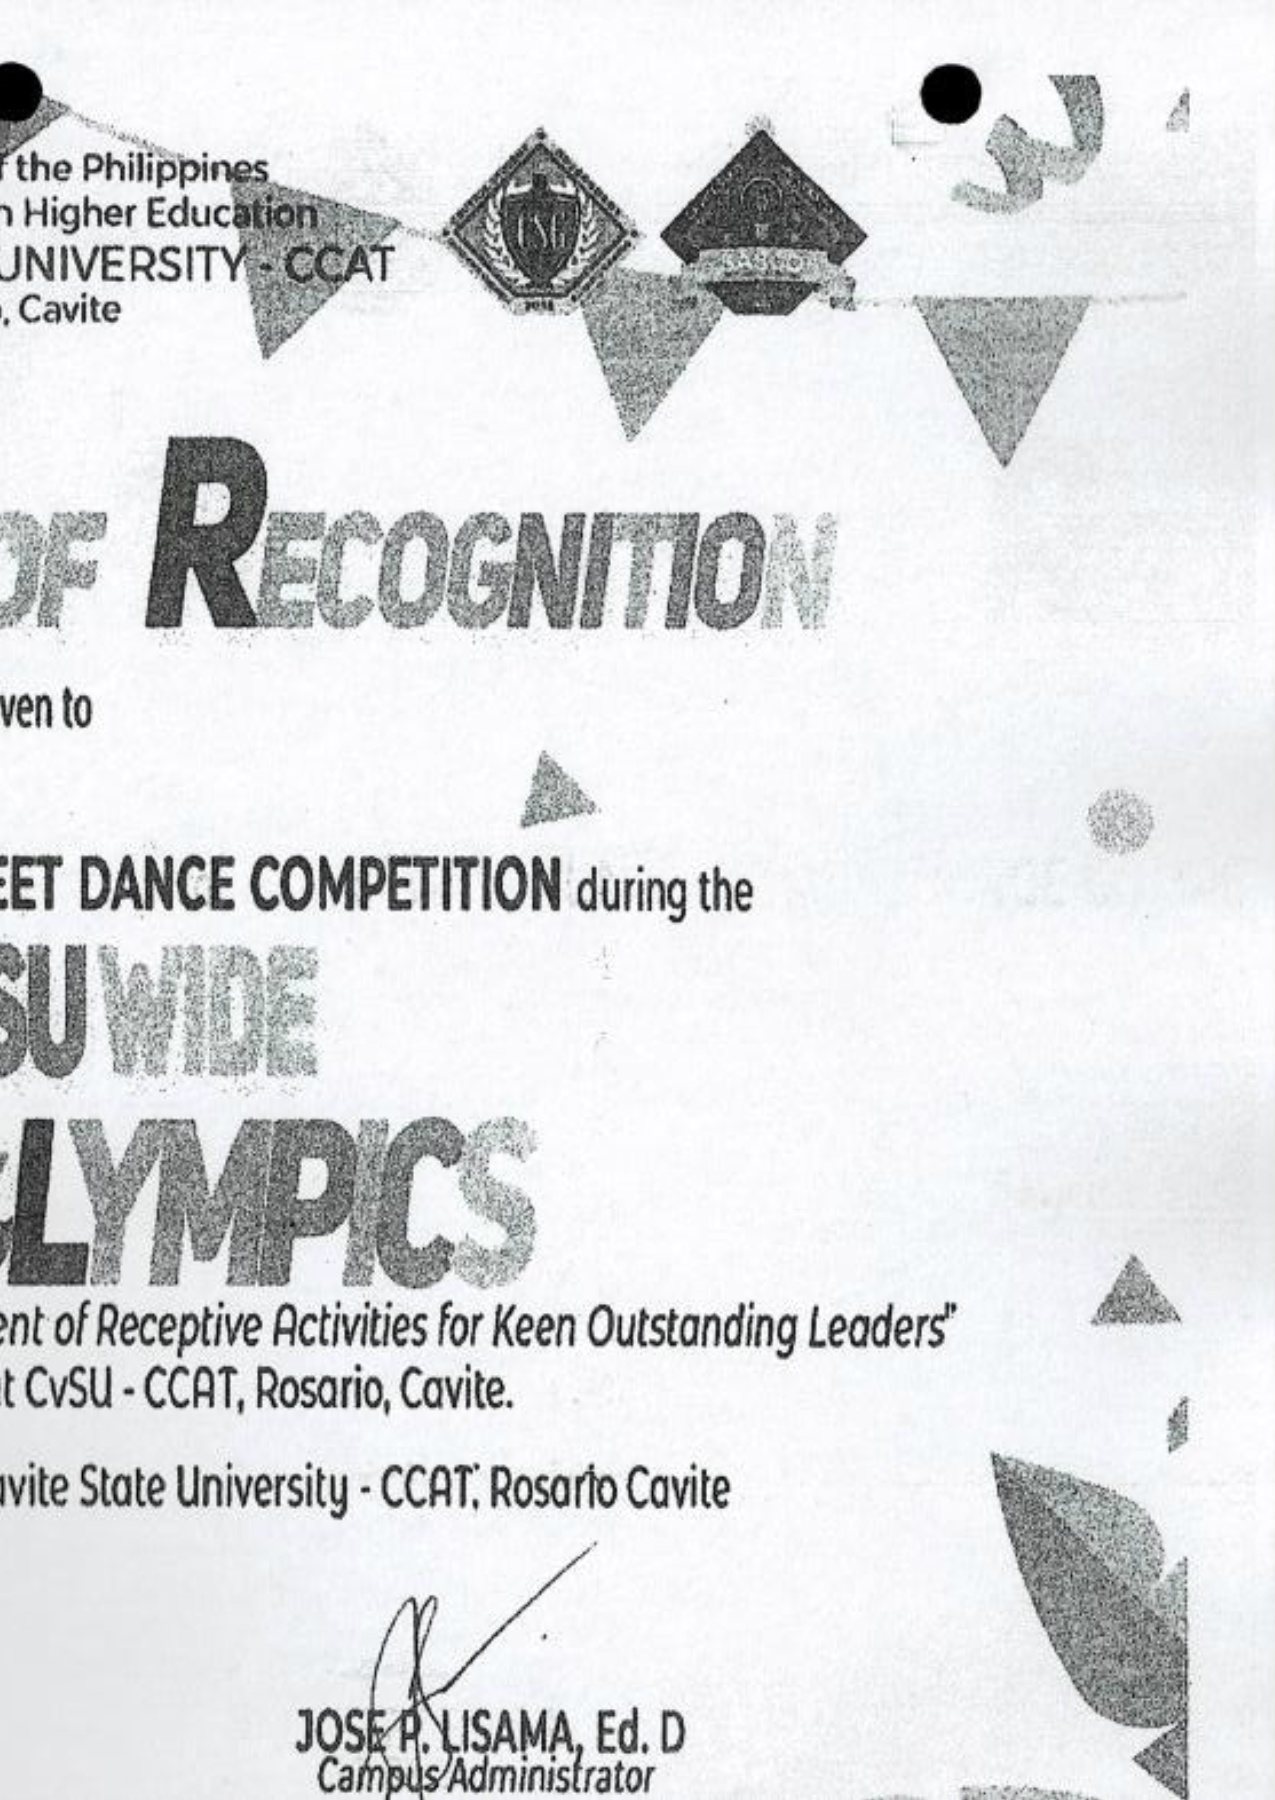 f the Philippines
n Higher Education
UNIVERSITY - CCAT
, Cavite
CSG
2018
OF RECOGNITION
ven to
EET DANCE COMPETITION during the
SU WIDE
LYMPICS
ent of Receptive Activities for Keen Outstanding Leaders"
t CvSU - CCAT, Rosario, Cavite.
avite State University - CCAT, Rosario Cavite
JOSE P. LISAMA, Ed. D
Campus Administrator